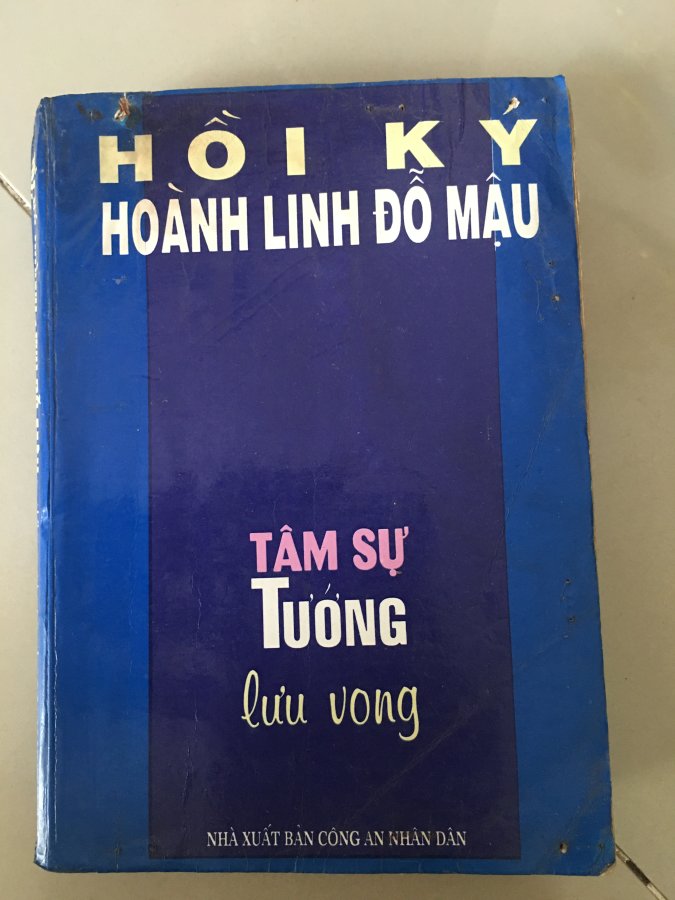 HỒI KÝ
HOÀNH LINH ĐỖ MẬU
TÂM SỰ
TƯỚNG
lưu vong
NHÀ XUẤT BẢN CÔNG AN NHÂN DÂN